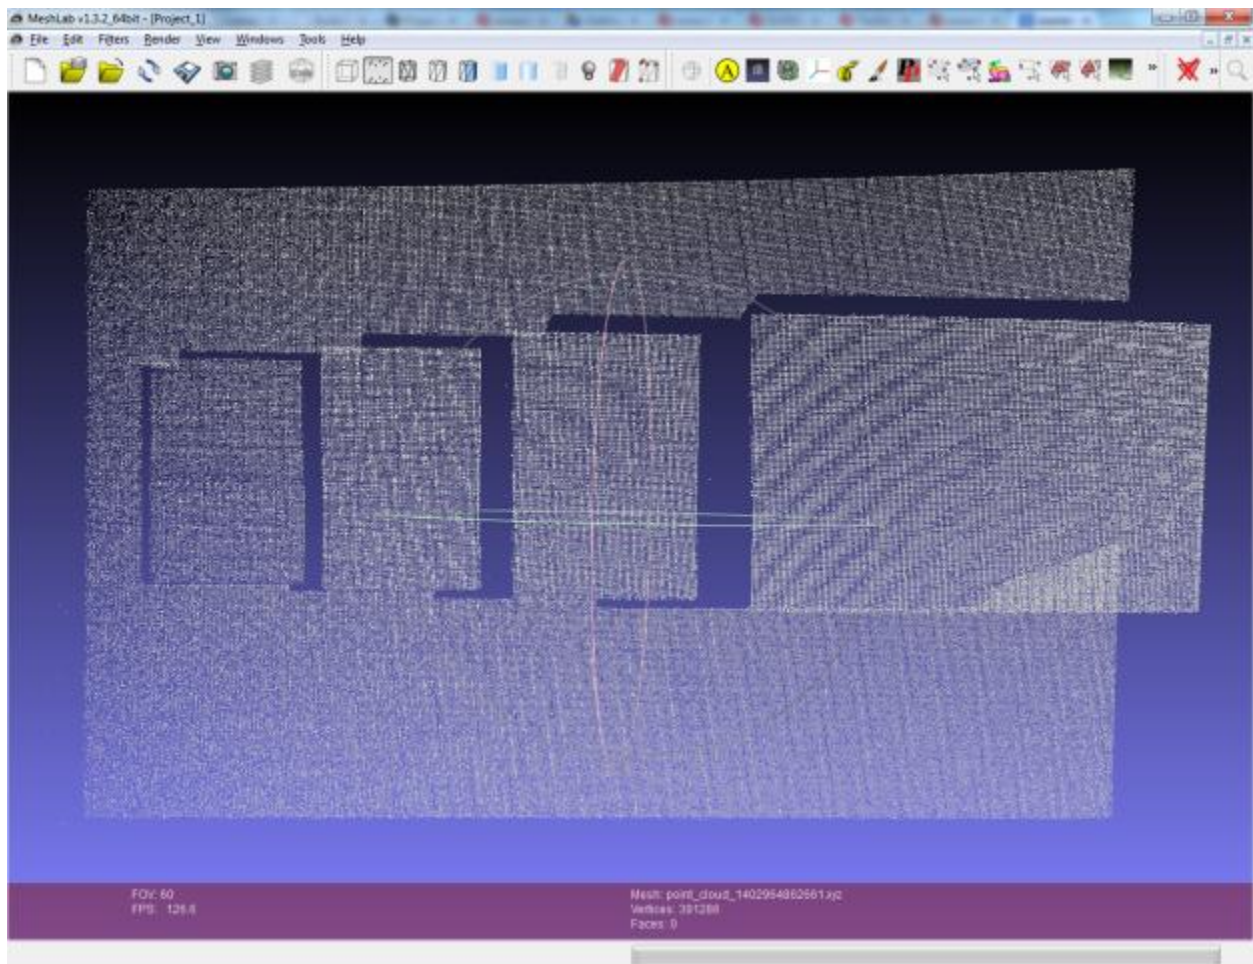 MeshLab v1.3.2_64bit - [Project_1]
File Edit Filters Render View Windows Tools Help
A
FOV: 60
FPS: 126.6
Mesh: point_cloud_1402964862661.xyz
Vertices: 391286
Faces: 0